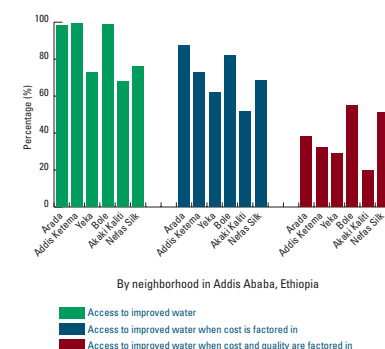 100
80
60
40
20
0
Percentage (%)
Arada
Addis Ketema
Yeka
Bole
Akaki Kaliti
Nefas Silk
Arada
Addis Ketema
Yeka
Bole
Akaki Kaliti
Nefas Silk
Arada
Addis Ketema
Yeka
Bole
Akaki Kaliti
Nefas Silk
By neighborhood in Addis Ababa, Ethiopia
Access to improved water
Access to improved water when cost is factored in
Access to improved water when cost and quality are factored in